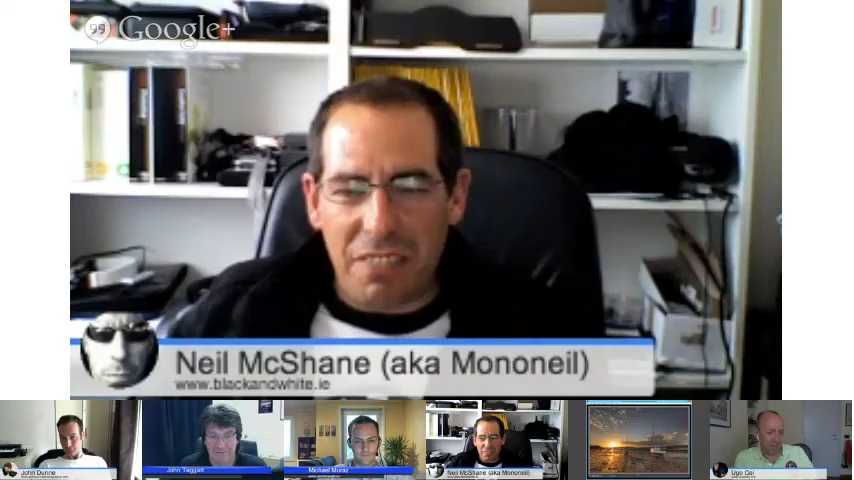 Google+
Neil McShane (aka Mononeil)
www.blackandwhite.ie
John Dunne
John Taggart
Michael Muraz
Neil McShane (aka Mononeil)
Ugo Cei